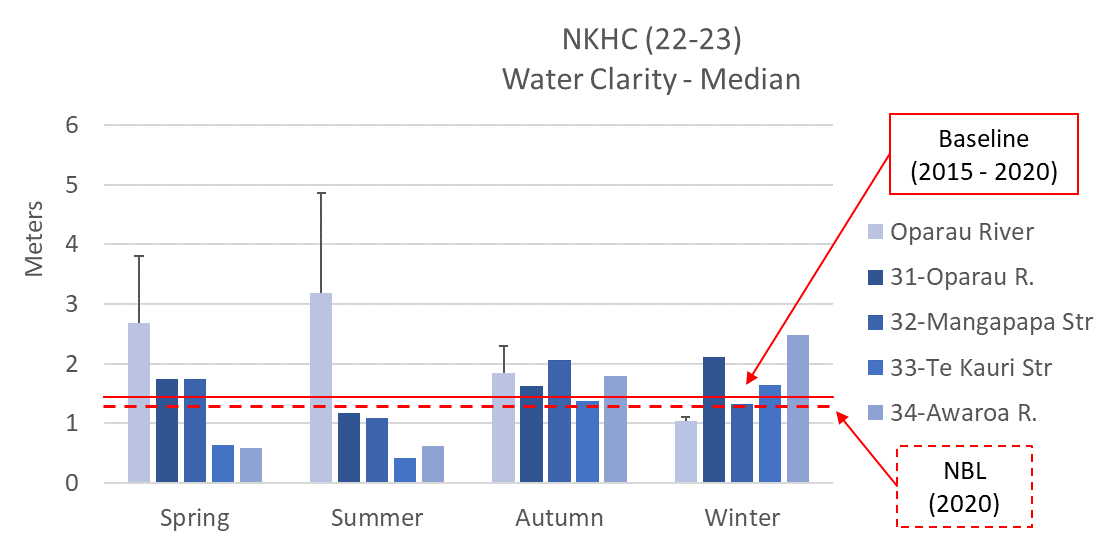 NKHC (22-23)
Water Clarity - Median
6
5
4
3
2
1
0
Meters
Spring
Summer
Autumn
Winter
Baseline
(2015 - 2020)
Oparau River
31-Oparau R.
32-Mangapapa Str
33-Te Kauri Str
34-Awaroa R.
NBL
(2020)